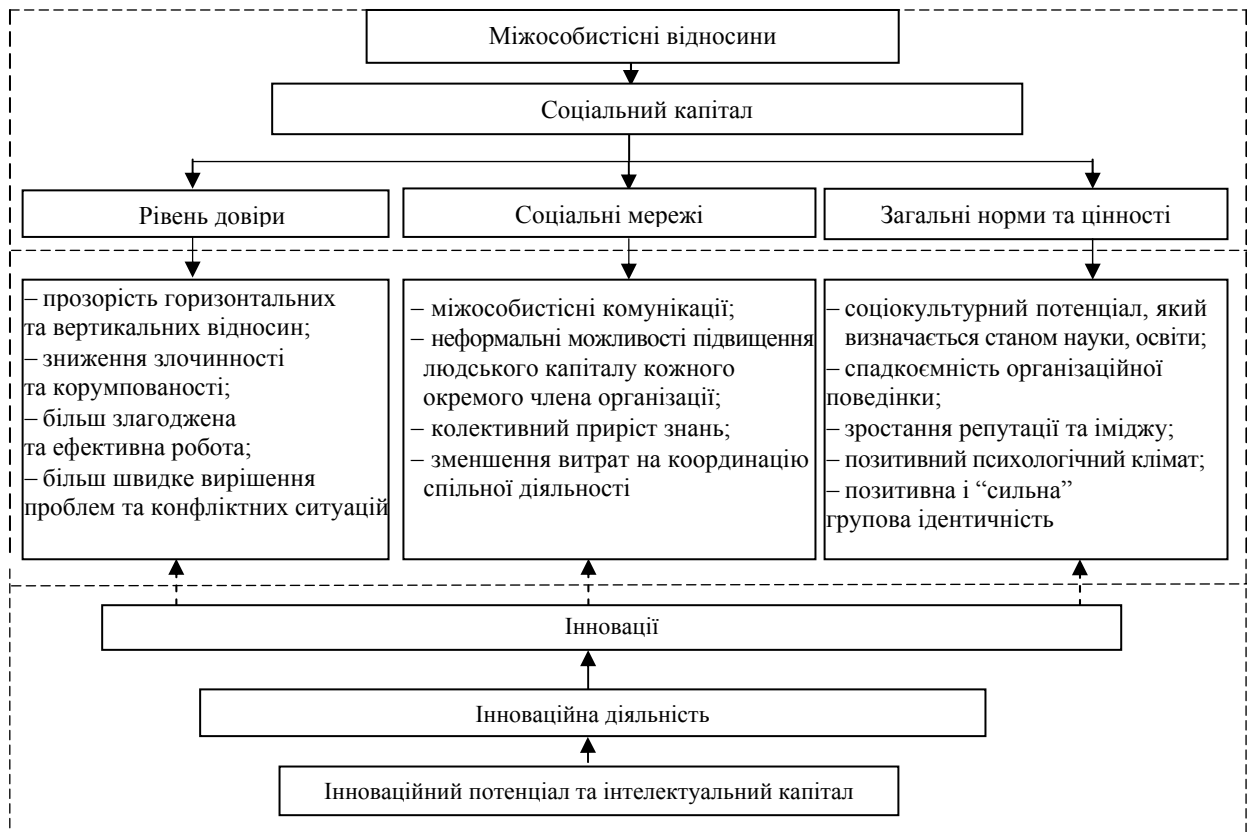 Міжособистісні відносини
Соціальний капітал
Рівень довіри
Соціальні мережі
Загальні норми та цінності
– прозорість горизонтальних
та вертикальних відносин;
– зниження злочинності
та корумпованості;
– більш злагоджена
та ефективна робота;
– більш швидке вирішення
проблем та конфліктних ситуацій
– міжособистісні комунікації;
– неформальні можливості підвищення
людського капіталу кожного
окремого члена організації;
– колективний приріст знань;
– зменшення витрат на координацію
спільної діяльності
– соціокультурний потенціал, який
визначається станом науки, освіти;
– спадкоємність організаційної
поведінки;
– зростання репутації та іміджу;
– позитивний психологічний клімат;
– позитивна і “сильна”
групова ідентичність
Інновації
Інноваційна діяльність
Інноваційний потенціал та інтелектуальний капітал